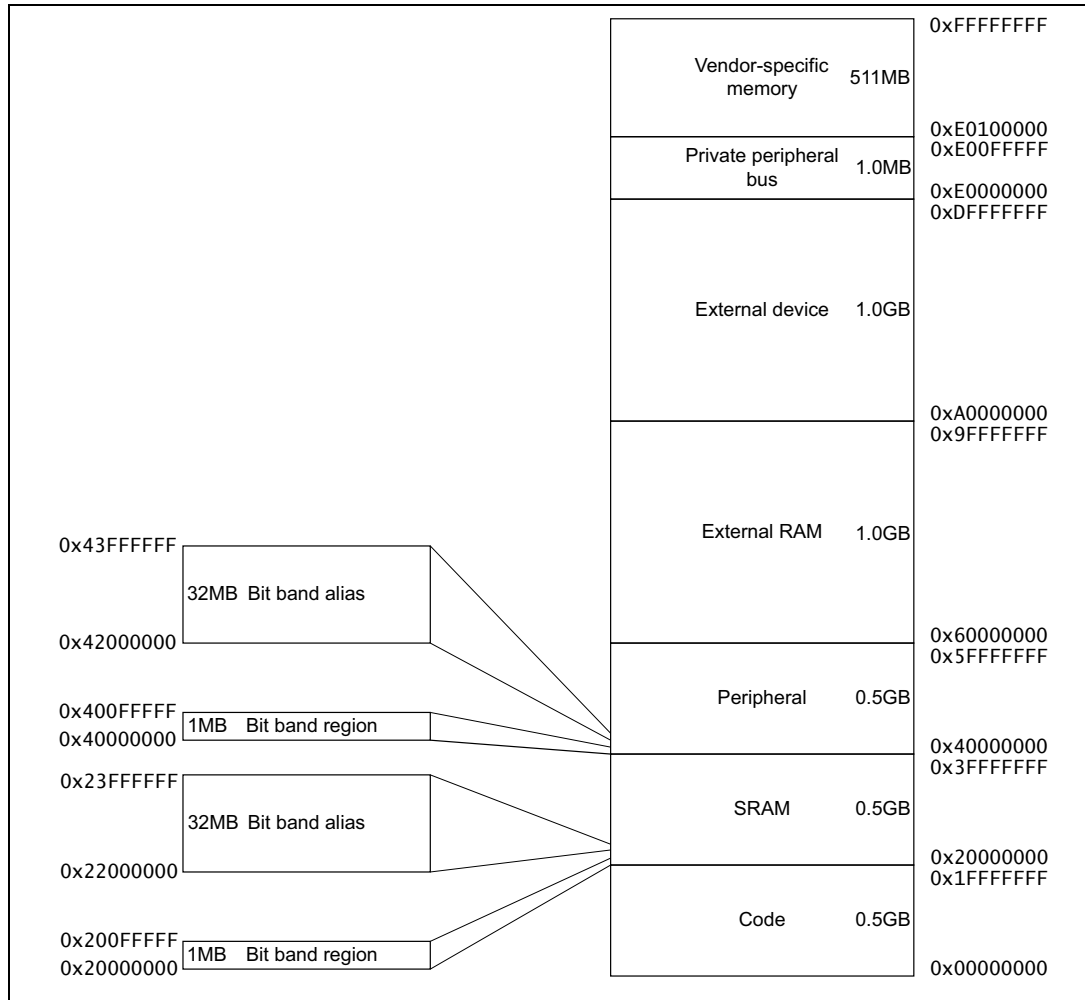 0xFFFFFFFF
Vendor-specific
memory
511MB
0xE0100000
0xE00FFFFF
Private peripheral
bus
1.0MB
0xE0000000
0xDFFFFFFF
External device
1.0GB
0xA0000000
0x9FFFFFFF
External RAM
1.0GB
0x60000000
0x5FFFFFFF
Peripheral
0.5GB
0x40000000
0x3FFFFFFF
SRAM
0.5GB
0x20000000
0x1FFFFFFF
Code
0.5GB
0x00000000
0x43FFFFFF
32MB Bit band alias
0x42000000
0x400FFFFF
1MB Bit band region
0x40000000
0x23FFFFFF
32MB Bit band alias
0x22000000
0x200FFFFF
1MB Bit band region
0x20000000